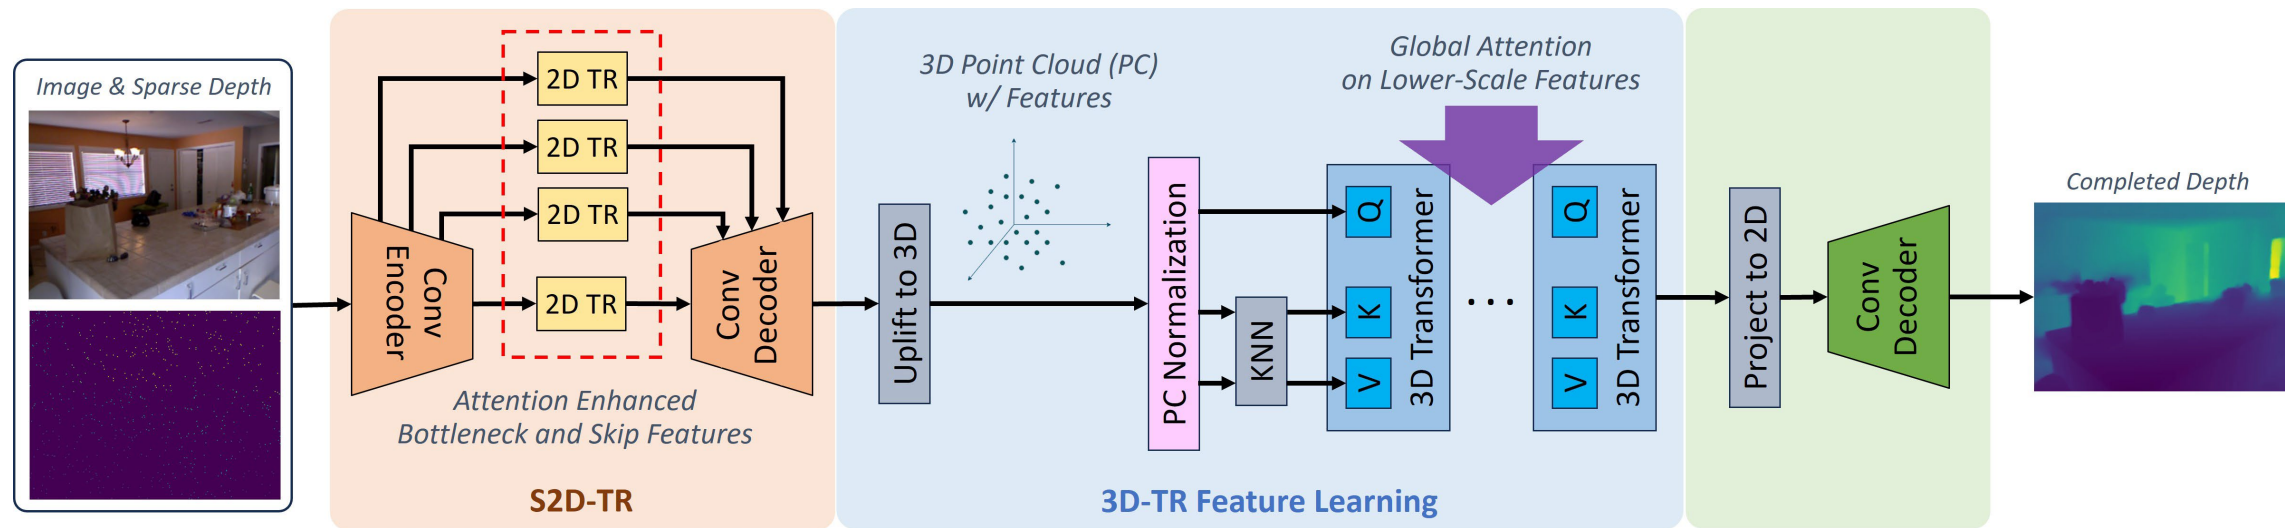 Image & Sparse Depth
Conv
Encoder
2D TR
2D TR
2D TR
2D TR
Conv
Decoder
Attention Enhanced
Bottleneck and Skip Features
S2D-TR
Uplift to 3D
3D Point Cloud (PC)
w/ Features
PC Normalization
KNN
Q
K
V
3D Transformer
Global Attention
on Lower-Scale Features
...
Q
K
V
3D Transformer
3D-TR Feature Learning
Project to 2D
Conv
Decoder
Completed Depth